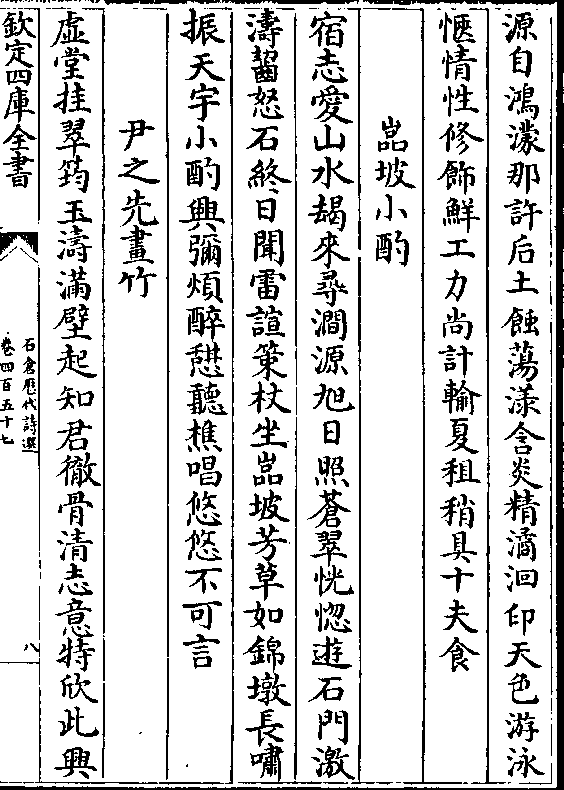 源自鴻濛那許后土蝕蕩漾含炎精潏洄印天色游泳
愜情性修飾鮮工力尚計輸夏租稍具十夫食
嵓坡小酌
宿志愛山水朅來尋澗源旭日照蒼翠恍惚遊石門激
濤齧怒石終日聞雷諠策杖坐嵓坡芳草如錦墩長嘯
振天宇小酌興彌煩醉憇聽樵唱悠悠不可言
尹之先畫竹
虛堂挂翠筠玉濤滿壁起知君徹骨清志意特欣此興
欽定四庫全書
石倉歷代詩選
卷四百五十七
八